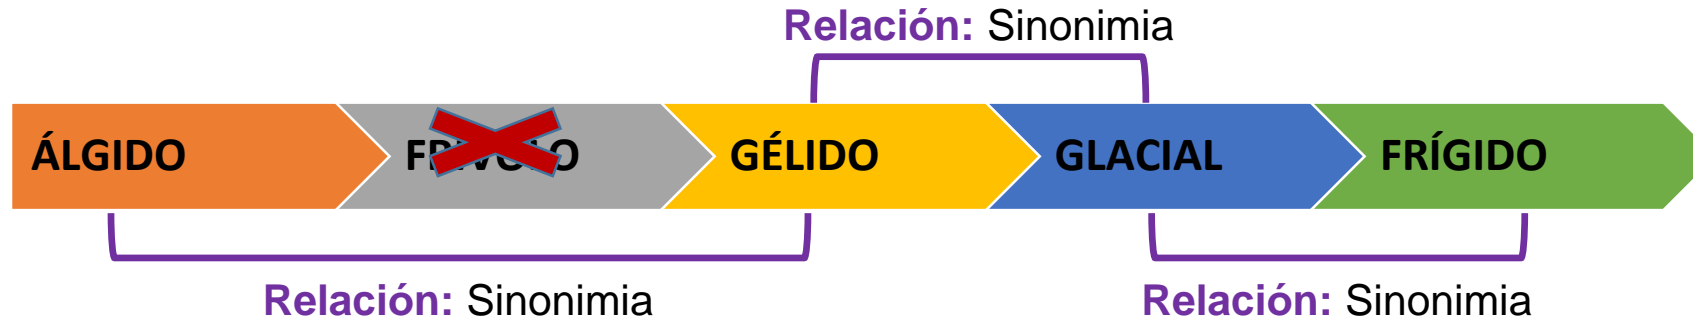 Relación: Sinonimia
ÁLGIDO
GÉLIDO
GLACIAL
FRÍGIDO
Relación: Sinonimia
Relación: Sinonimia